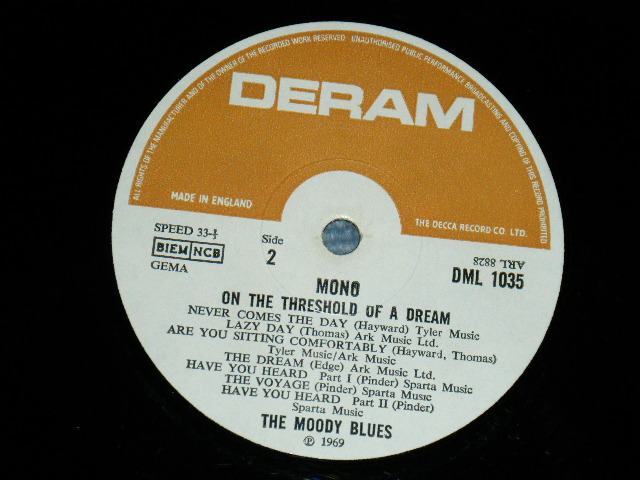 ALL RIGHTS OF THE MANUFACTURER AND OF THE OWNER OF THE RECORDED WORK RESERVED · UNAUTHORISED PUBLIC PERFORMANCE BROADCASTING AND COPYING OF THIS RECORD PROHIBITED
DERAM
MADE IN ENGLAND
THE DECCA RECORD CO. LTD.
SPEED 33-⅓
BIEM NCB
GEMA
Side
2
ARL 8828
DML 1035
MONO
ON THE THRESHOLD OF A DREAM
NEVER COMES THE DAY (Hayward) Tyler Music
LAZY DAY (Thomas) Ark Music Ltd.
ARE YOU SITTING COMFORTABLY (Hayward, Thomas)
Tyler Music/Ark Music
THE DREAM (Edge) Ark Music Ltd.
HAVE YOU HEARD Part I (Pinder) Sparta Music
THE VOYAGE (Pinder) Sparta Music
HAVE YOU HEARD Part II (Pinder)
Sparta Music
THE MOODY BLUES
℗ 1969